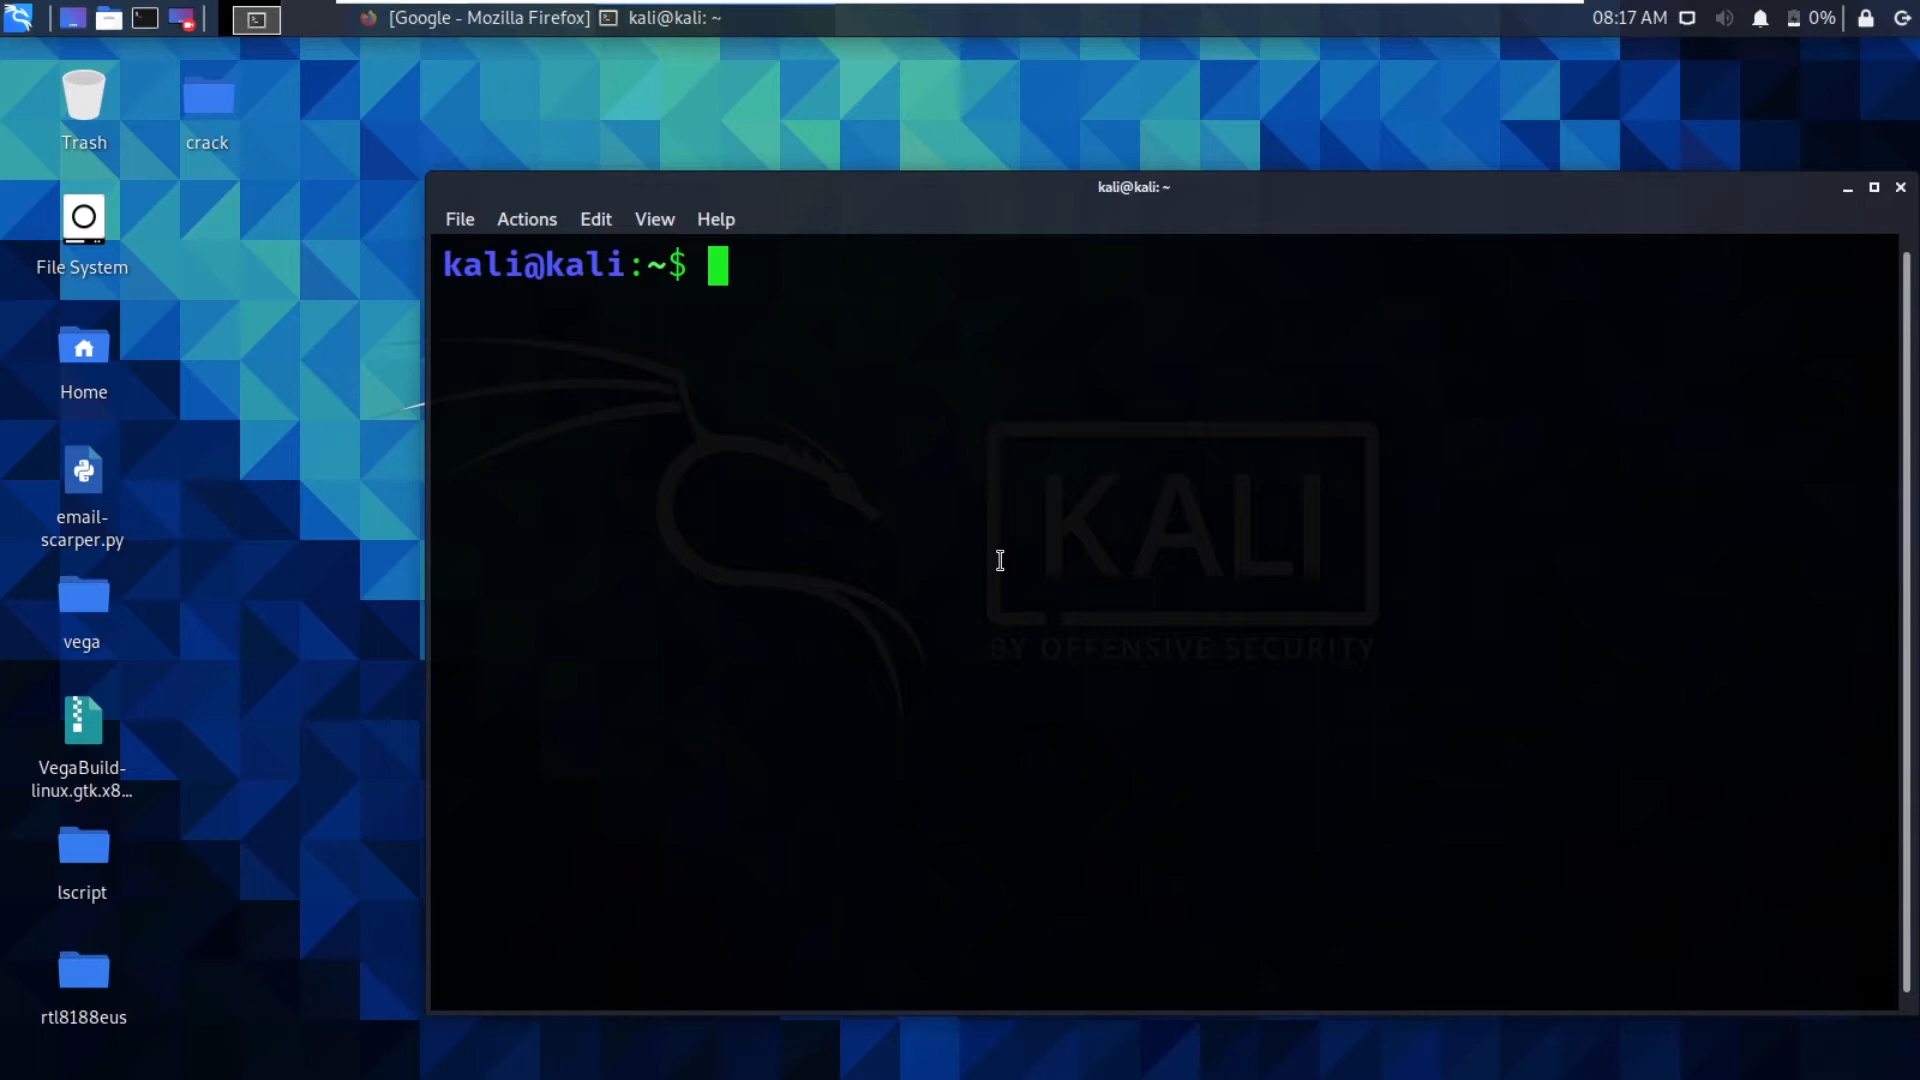 [Google - Mozilla Firefox]
kali@kali: ~
08:17 AM
0%
Trash
crack
File System
Home
email-
scarper.py
vega
VegaBuild-
linux.gtk.x8...
lscript
rtl8188eus
kali@kali: ~
File Actions Edit View Help
kali@kali:~$
KALI
BY OFFENSIVE SECURITY